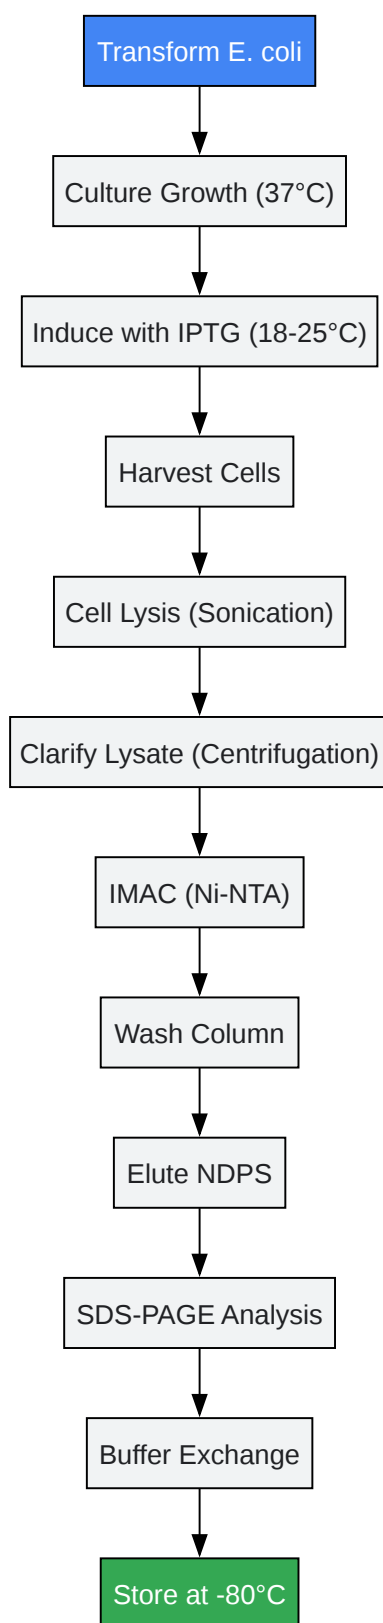 Transform E. coli
Culture Growth (37°C)
Induce with IPTG (18-25°C)
Harvest Cells
Cell Lysis (Sonication)
Clarify Lysate (Centrifugation)
IMAC (Ni-NTA)
Wash Column
Elute NDPS
SDS-PAGE Analysis
Buffer Exchange
Store at -80°C